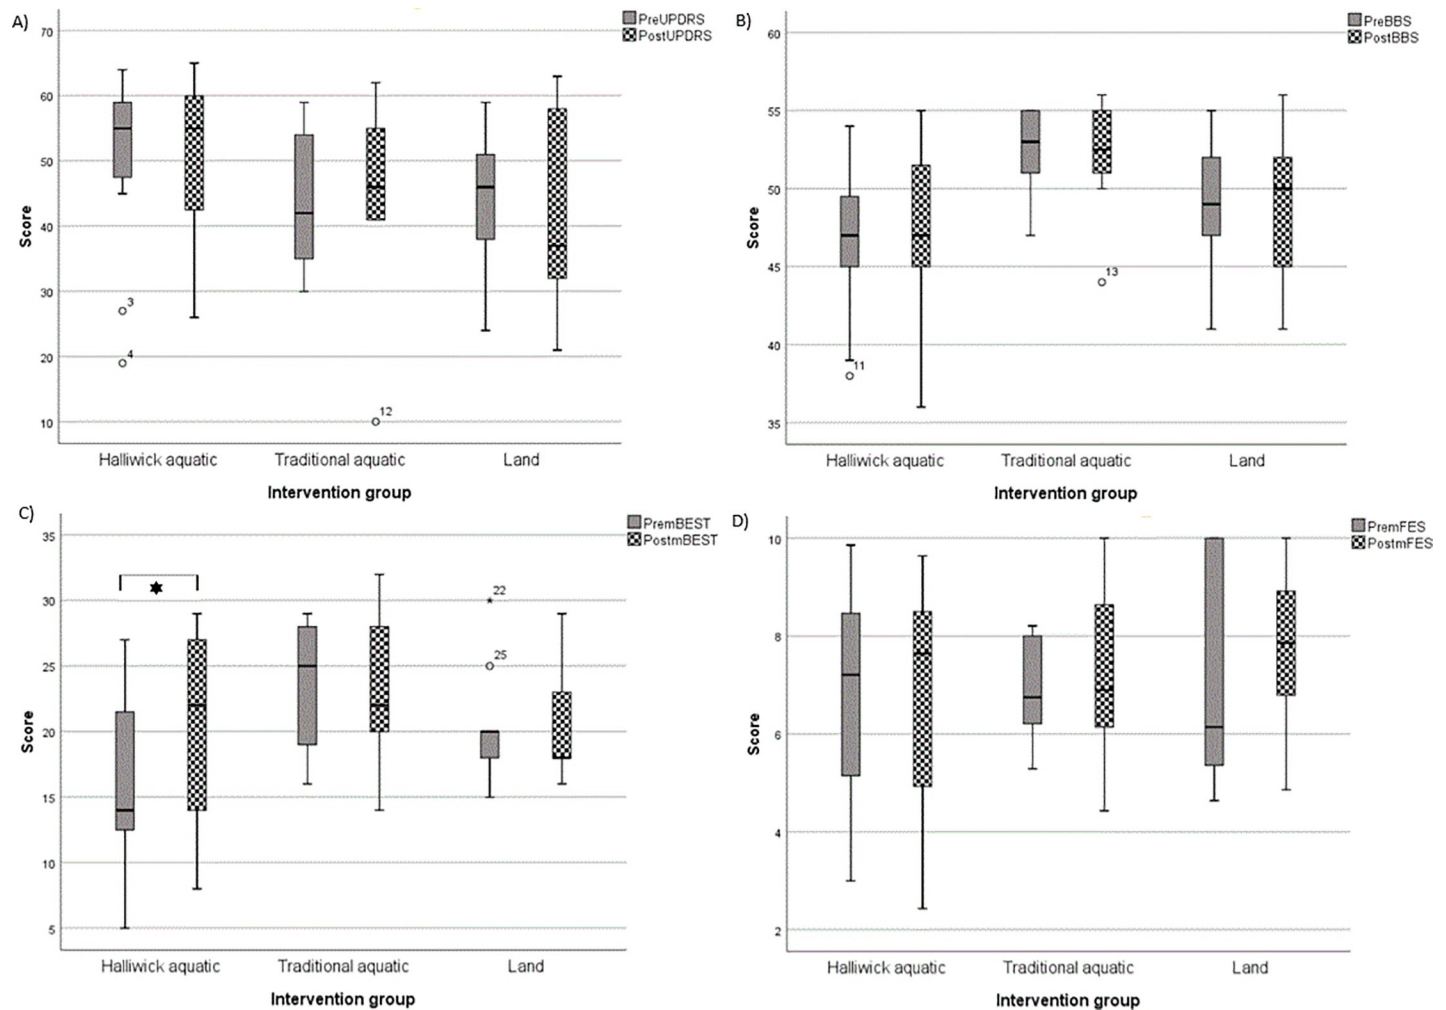 A)
PreUPDRS
PostUPDRS
70
60
50
40
30
20
10
Score
3
4
12
Halliwick aquatic
Traditional aquatic
Land
Intervention group
B)
PreBBS
PostBBS
60
55
50
45
40
35
Score
11
13
Halliwick aquatic
Traditional aquatic
Land
Intervention group
C)
PremBEST
PostmBEST
35
30
25
20
15
10
5
Score
22
25
Halliwick aquatic
Traditional aquatic
Land
Intervention group
D)
PremFES
PostmFES
10
8
6
4
2
Score
Halliwick aquatic
Traditional aquatic
Land
Intervention group